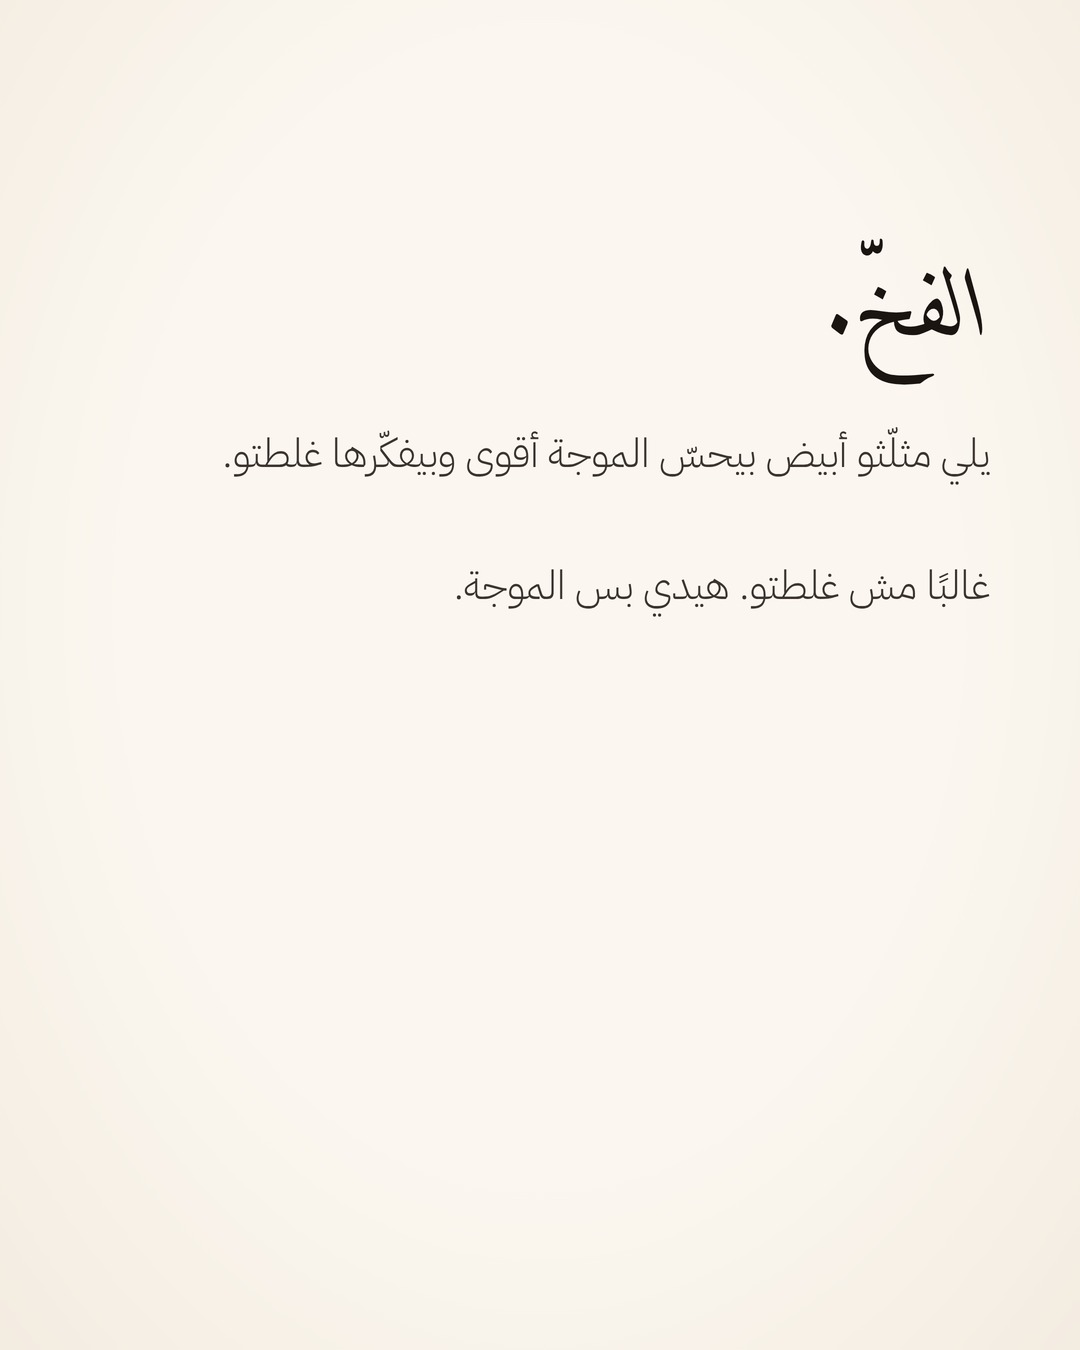 الفخّ.
يلي مثلّثو أبيض بيحسّ الموجة أقوى وبيفكّرها غلطتو.
غالبًا مش غلطتو. هيدي بس الموجة.